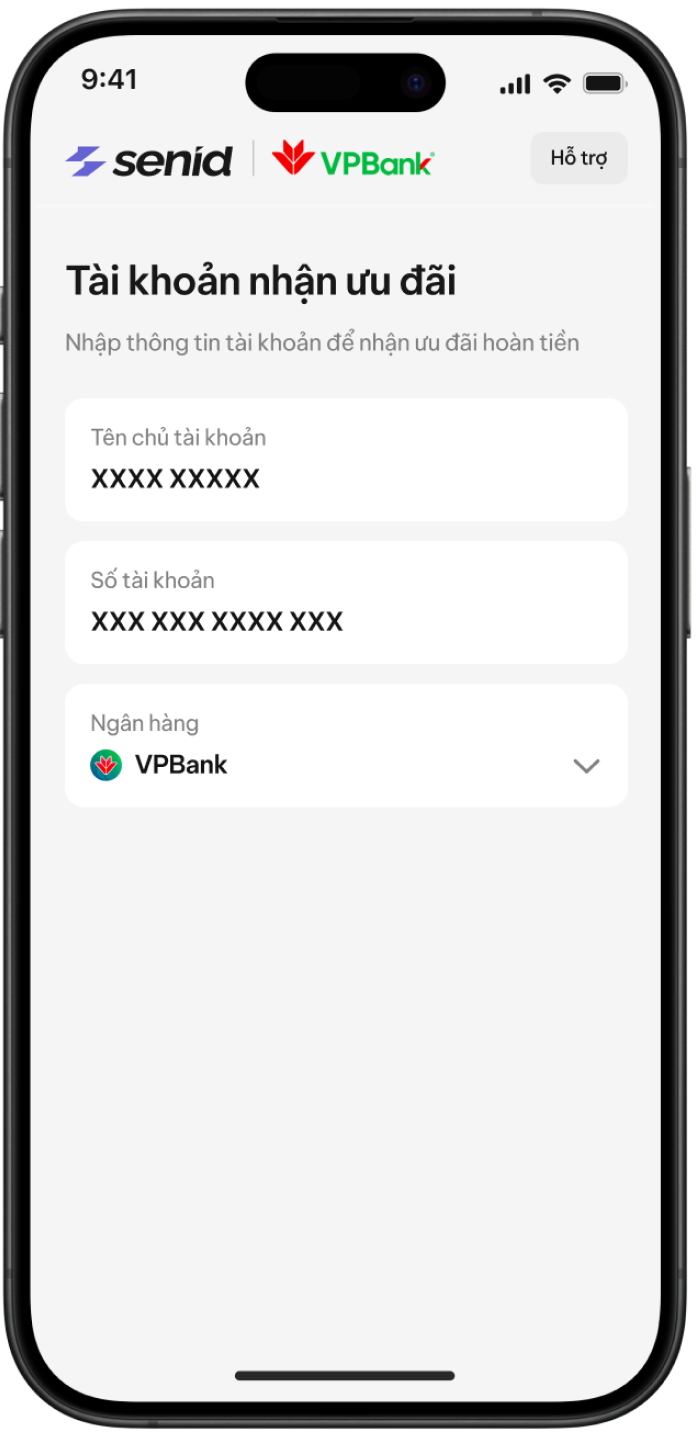 9:41
senid | VPBank
Hỗ trợ
Tài khoản nhận ưu đãi
Nhập thông tin tài khoản để nhận ưu đãi hoàn tiền
Tên chủ tài khoản
XXXX XXXXX
Số tài khoản
XXX XXX XXXX XXX
Ngân hàng
VPBank